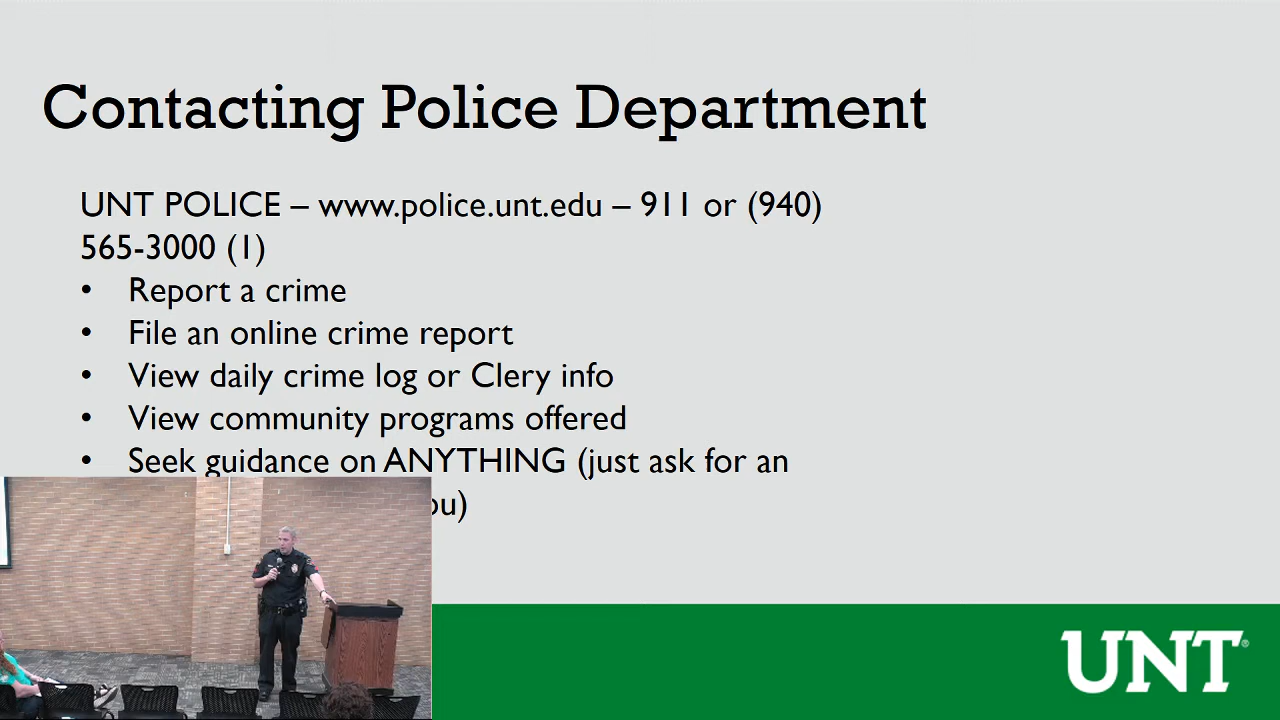 Contacting Police Department
UNT POLICE – www.police.unt.edu – 911 or (940)
565-3000 (1)
• Report a crime
• File an online crime report
• View daily crime log or Clery info
• View community programs offered
• Seek guidance on ANYTHING (just ask for an
ou)
UNT®